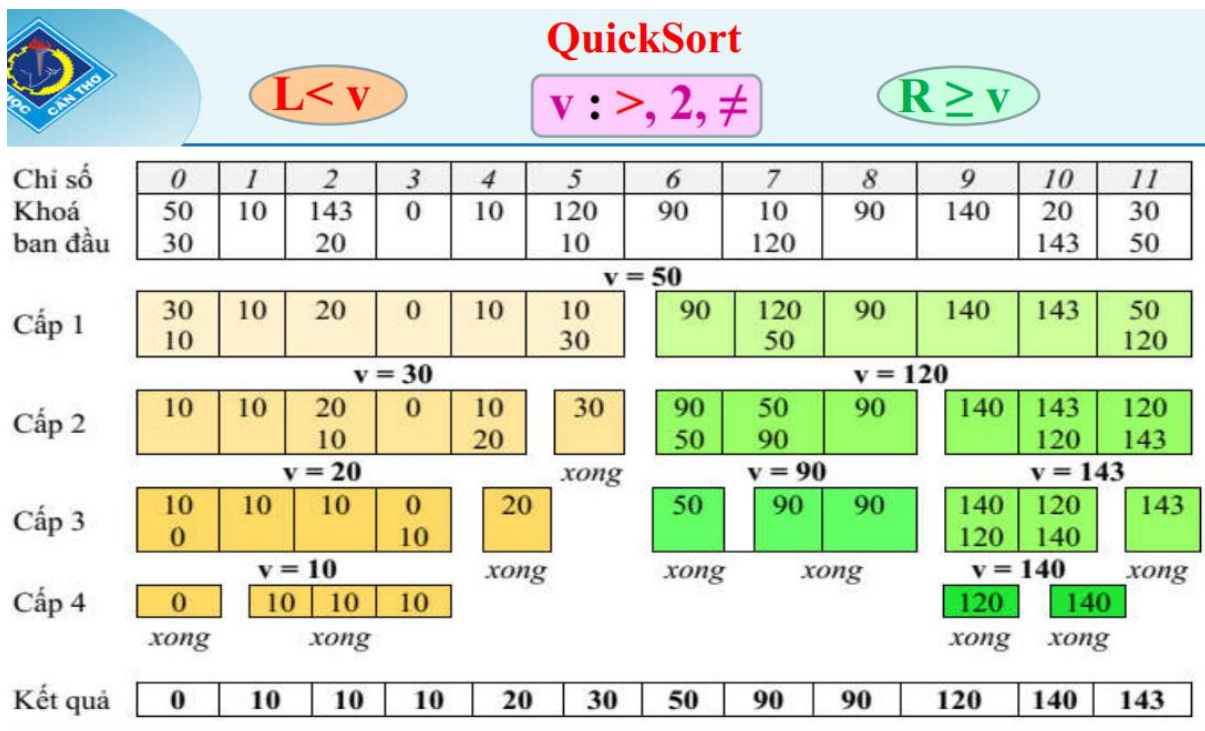 QuickSort
ỌC CẦN THƠ
L< v
v : >, 2, ≠
R ≥ v
Chỉ số 0 1 2 3 4 5 6 7 8 9 10 11
Khoá 50 10 143 0 10 120 90 10 90 140 20 30
ban đầu 30 20 10 120 143 50
v = 50
Cấp 1 30 10 20 0 10 10 90 120 90 140 143 50
10 30 50 120
v = 30 v = 120
Cấp 2 10 10 20 0 10 30 90 50 90 140 143 120
10 20 50 90 120 143
v = 20 xong v = 90 v = 143
Cấp 3 10 10 10 0 20 50 90 90 140 120 143
0 10 120 140
v = 10 xong xong xong v = 140 xong
Cấp 4 0 10 10 10 120 140
xong xong xong xong
Kết quả 0 10 10 10 20 30 50 90 90 120 140 143